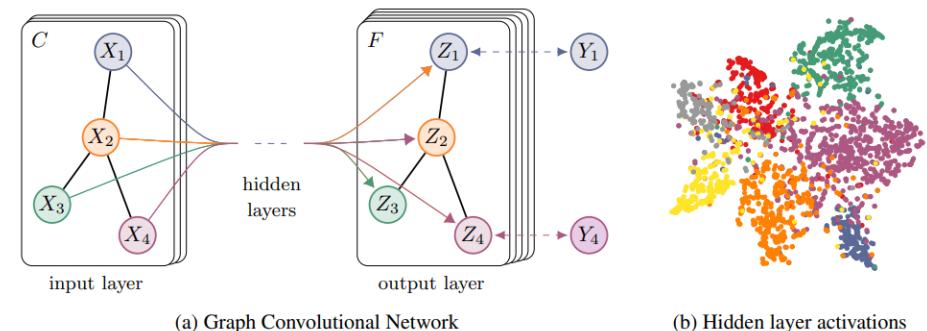 C
X1
X2
X3
X4
input layer
hidden
layers
F
Z1
Z2
Z3
Z4
output layer
Y1
Y4
(a) Graph Convolutional Network
(b) Hidden layer activations